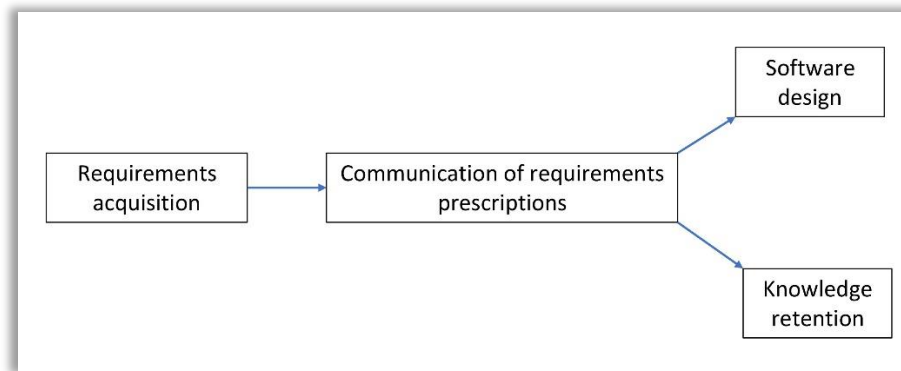 Software
design
Requirements
acquisition
Communication of requirements
prescriptions
Knowledge
retention